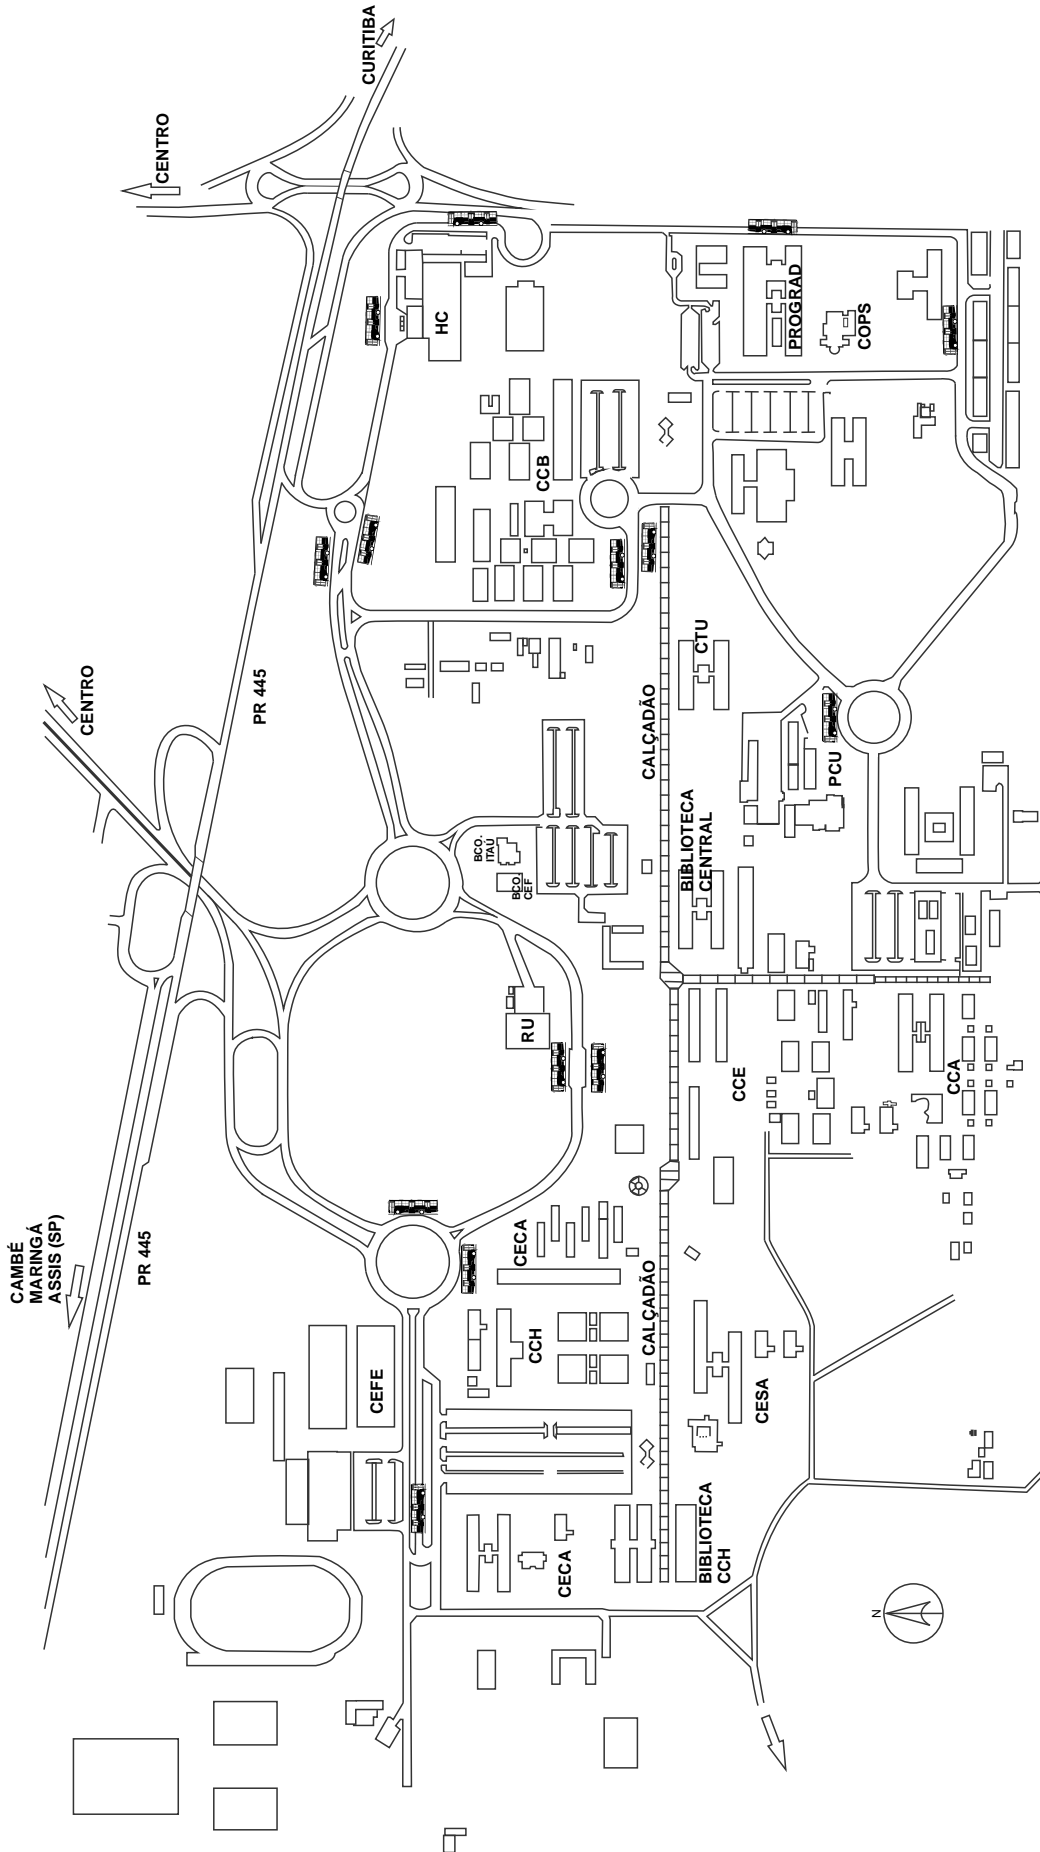 CURITIBA
CENTRO
HC
PROGRAD
COPS
CCB
CENTRO
PR 445
CALÇADÃO
CTU
PCU
BCO.
ITAÚ
BCO.
CEF
BIBLIOTECA
CENTRAL
RU
CCE
CCA
CAMBÉ
MARINGÁ
ASSIS (SP)
PR 445
CECA
CCH
CALÇADÃO
CEFE
CESA
CECA
BIBLIOTECA
CCH
N